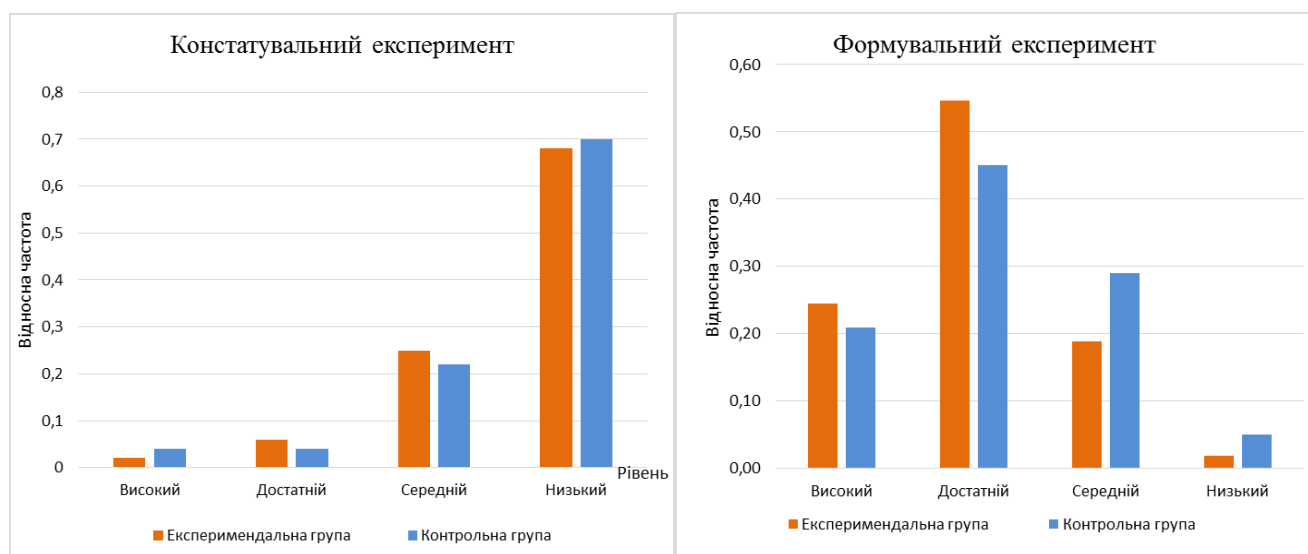 Констатувальний експеримент
0,8
0,7
0,6
0,5
0,4
0,3
0,2
0,1
0
Відносна частота
Високий Достатній Середній Низький
Рівень
Експеримендальна група Контрольна група
Формувальний експеримент
0,60
0,50
0,40
0,30
0,20
0,10
0,00
Відносна частота
Високий Достатній Середній Низький
Експеримендальна група Контрольна група